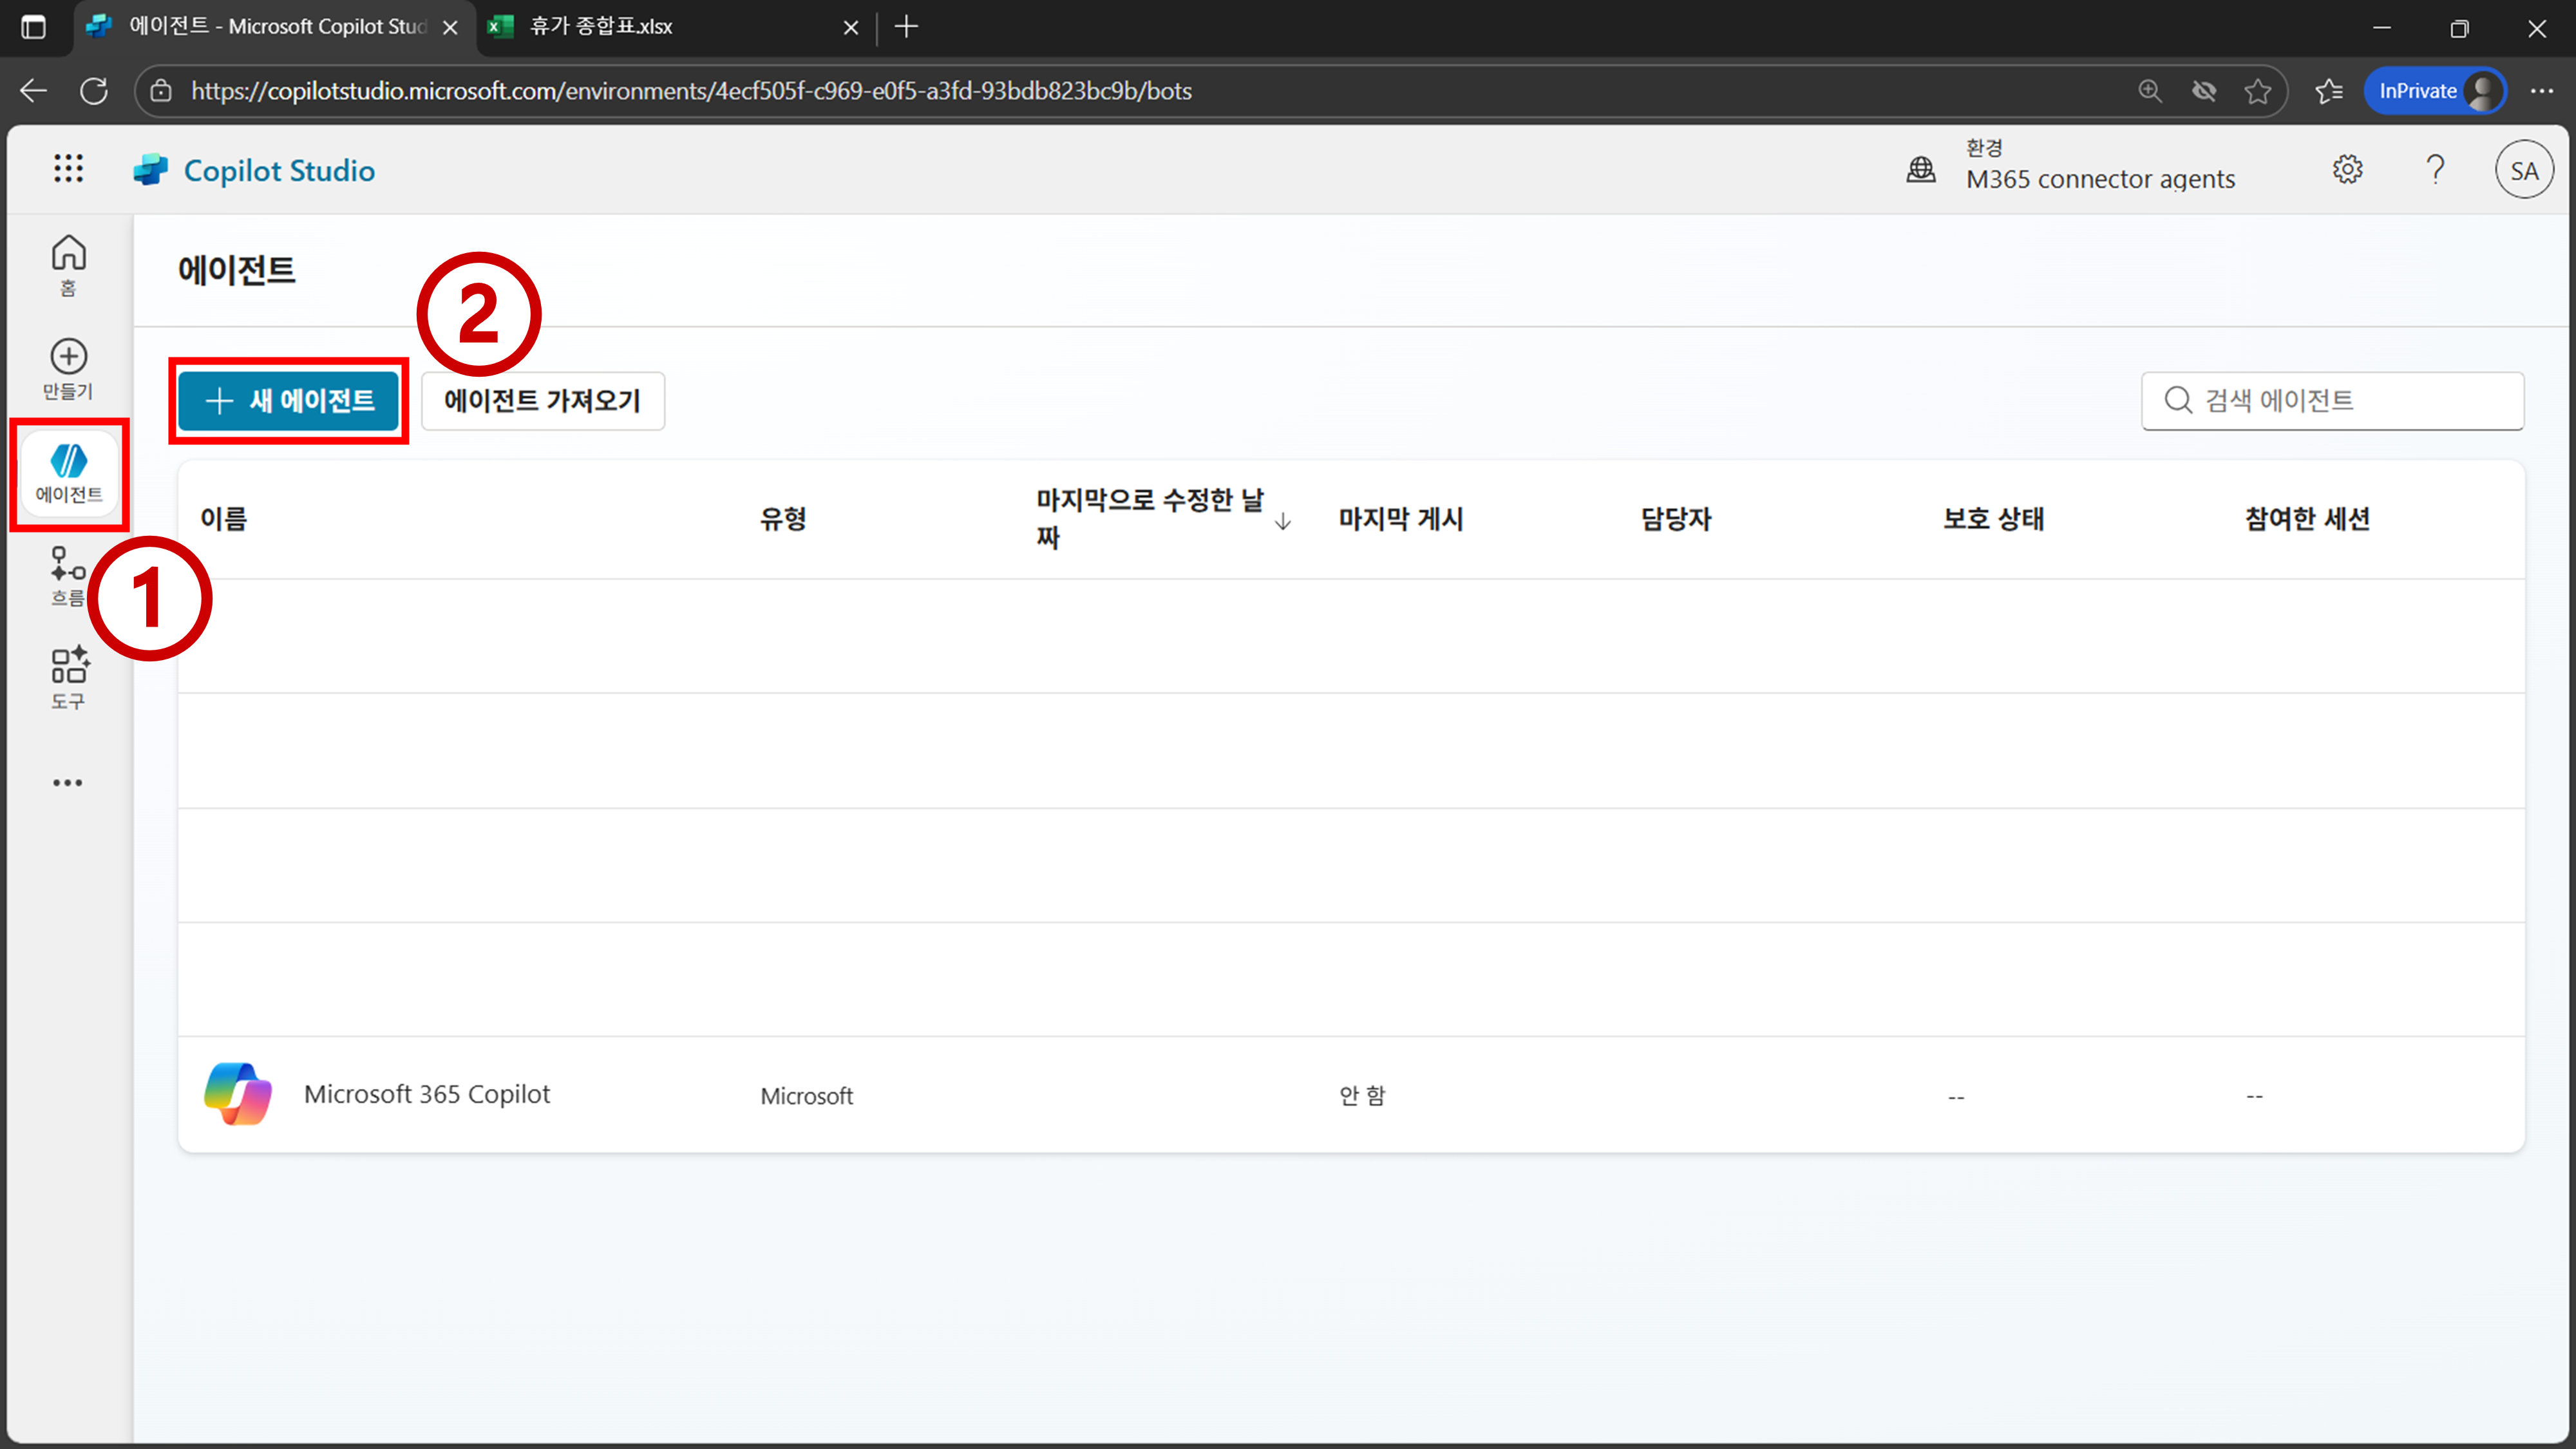 에이전트 - Microsoft Copilot Stud
휴가 종합표.xlsx
https://copilotstudio.microsoft.com/environments/4ecf505f-c969-e0f5-a3fd-93bdb823bc9b/bots
InPrivate
Copilot Studio
환경
M365 connector agents
?
SA
홈
만들기
에이전트
흐름
도구
에이전트
2
1
새 에이전트
에이전트 가져오기
검색 에이전트
이름
유형
마지막으로 수정한 날
짜
마지막 게시
담당자
보호 상태
참여한 세션
Microsoft 365 Copilot
Microsoft
안 함
--
--